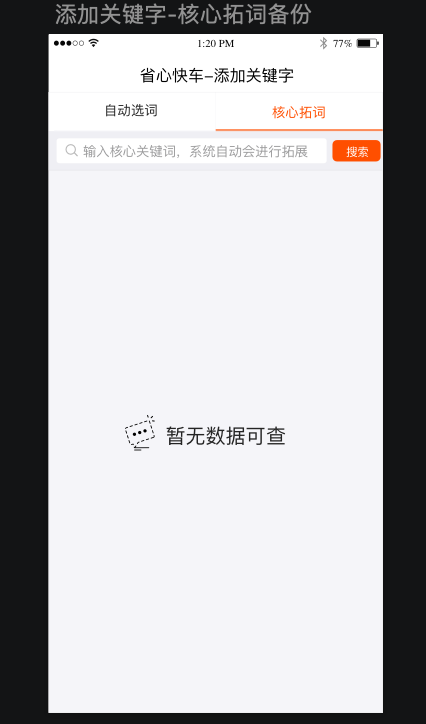 添加关键字-核心拓词备份
1:20 PM
77%
省心快车-添加关键字
自动选词
核心拓词
输入核心关键词，系统自动会进行拓展
搜索
暂无数据可查